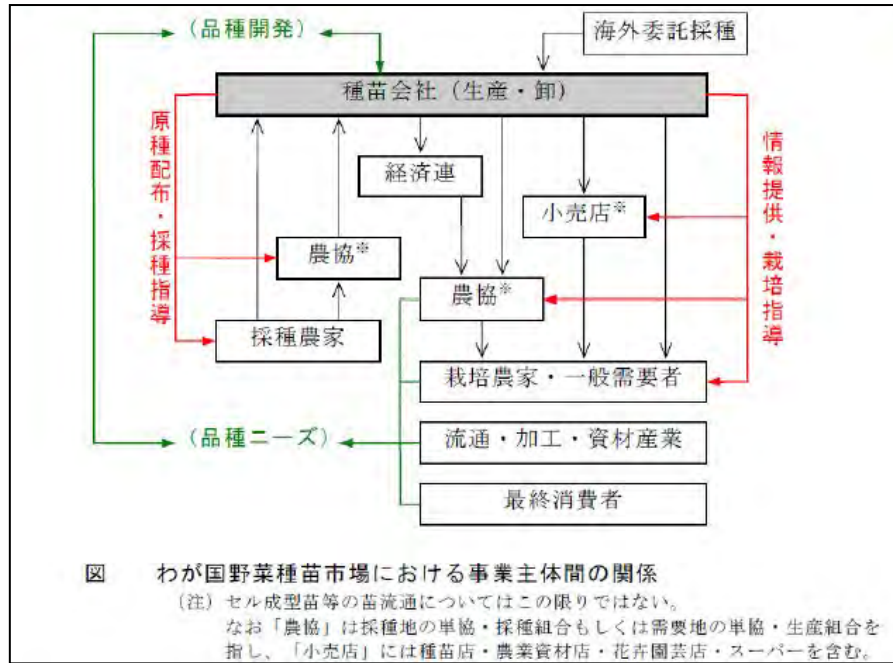 (品種開発)
海外委託採種
種苗会社(生産・卸)
原種配布・採種指導
情報提供・栽培指導
経済連
小売店※
農協※
農協※
採種農家
栽培農家・一般需要者
(品種ニーズ)
流通・加工・資材産業
最終消費者
図 わが国野菜種苗市場における事業主体間の関係
(注)セル成型苗等の苗流通についてはこの限りではない。
なお「農協」は採種地の単協・採種組合もしくは需要地の単協・生産組合を
指し、「小売店」には種苗店・農業資材店・花卉園芸店・スーパーを含む。